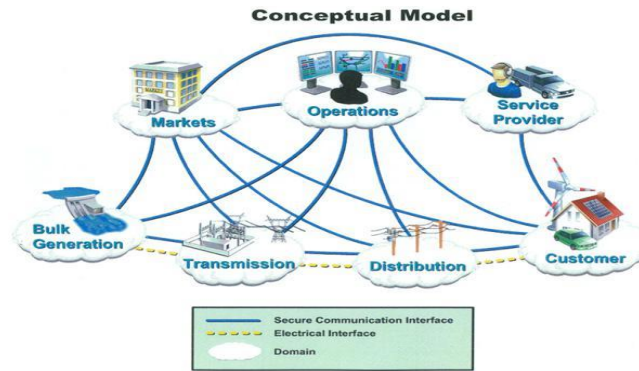 Conceptual Model
Markets
Operations
Service
Provider
Bulk
Generation
Transmission
Distribution
Customer
Secure Communication Interface
Electrical Interface
Domain